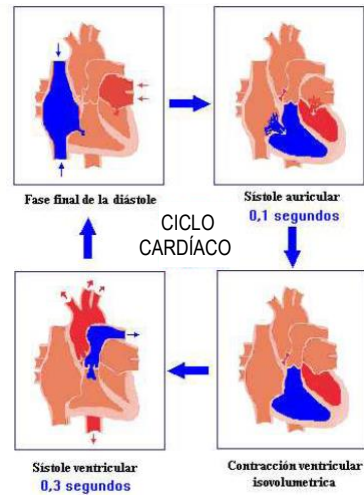 Fase final de la diástole
Sístole auricular
0,1 segundos
CICLO
CARDÍACO
Sístole ventricular
0,3 segundos
Contracción ventricular
isovolumetrica